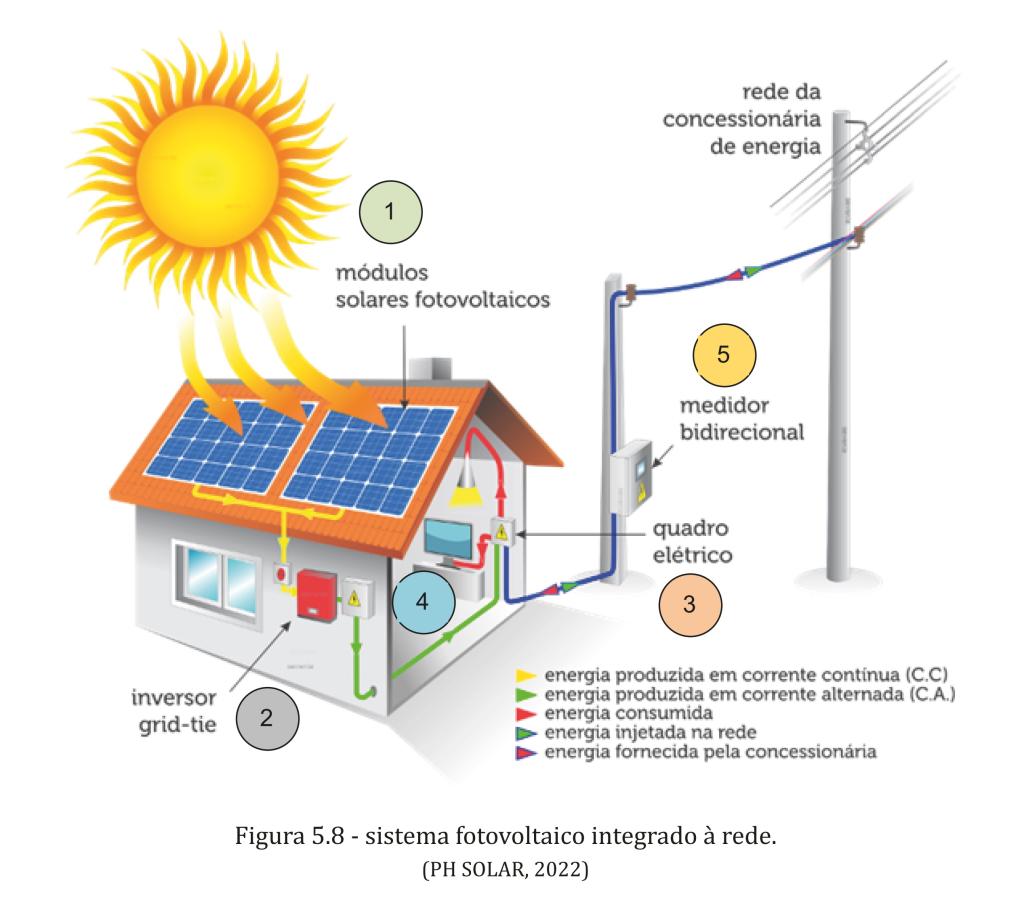 rede da
concessionária
de energia
1
módulos
solares fotovoltaicos
5
medidor
bidirecional
quadro
elétrico
4
3
inversor
grid-tie
2
energia produzida em corrente contínua (C.C)
energia produzida em corrente alternada (C.A.)
energia consumida
energia injetada na rede
energia fornecida pela concessionária
Figura 5.8 - sistema fotovoltaico integrado à rede.
(PH SOLAR, 2022)